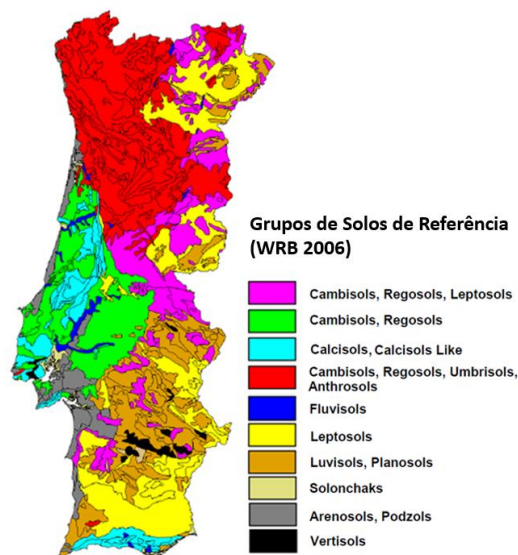 Grupos de Solos de Referência
(WRB 2006)
Cambisols, Regosols, Leptosols
Cambisols, Regosols
Calcisols, Calcisols Like
Cambisols, Regosols, Umbrisols,
Anthrosols
Fluvisols
Leptosols
Luvisols, Planosols
Solonchaks
Arenosols, Podzols
Vertisols